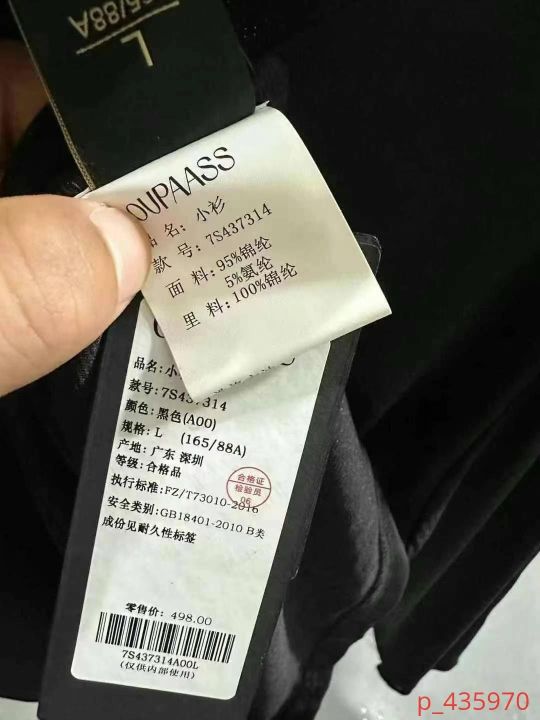 165/88A
L
OUPAASS
品 名: 小衫
款 号: 7S437314
面 料: 95%锦纶
5%氨纶
里 料: 100%锦纶
品名: 小
款号: 7S437314
颜色: 黑色(A00)
规格: L (165/88A)
产地: 广东 深圳
等级: 合格品
执行标准: FZ/T73010-2016
安全类别: GB18401-2010 B类
成份见耐久性标签
合格证
检验员
06
零售价: 498.00
7S437314A00L
(仅供内部使用)
p_435970